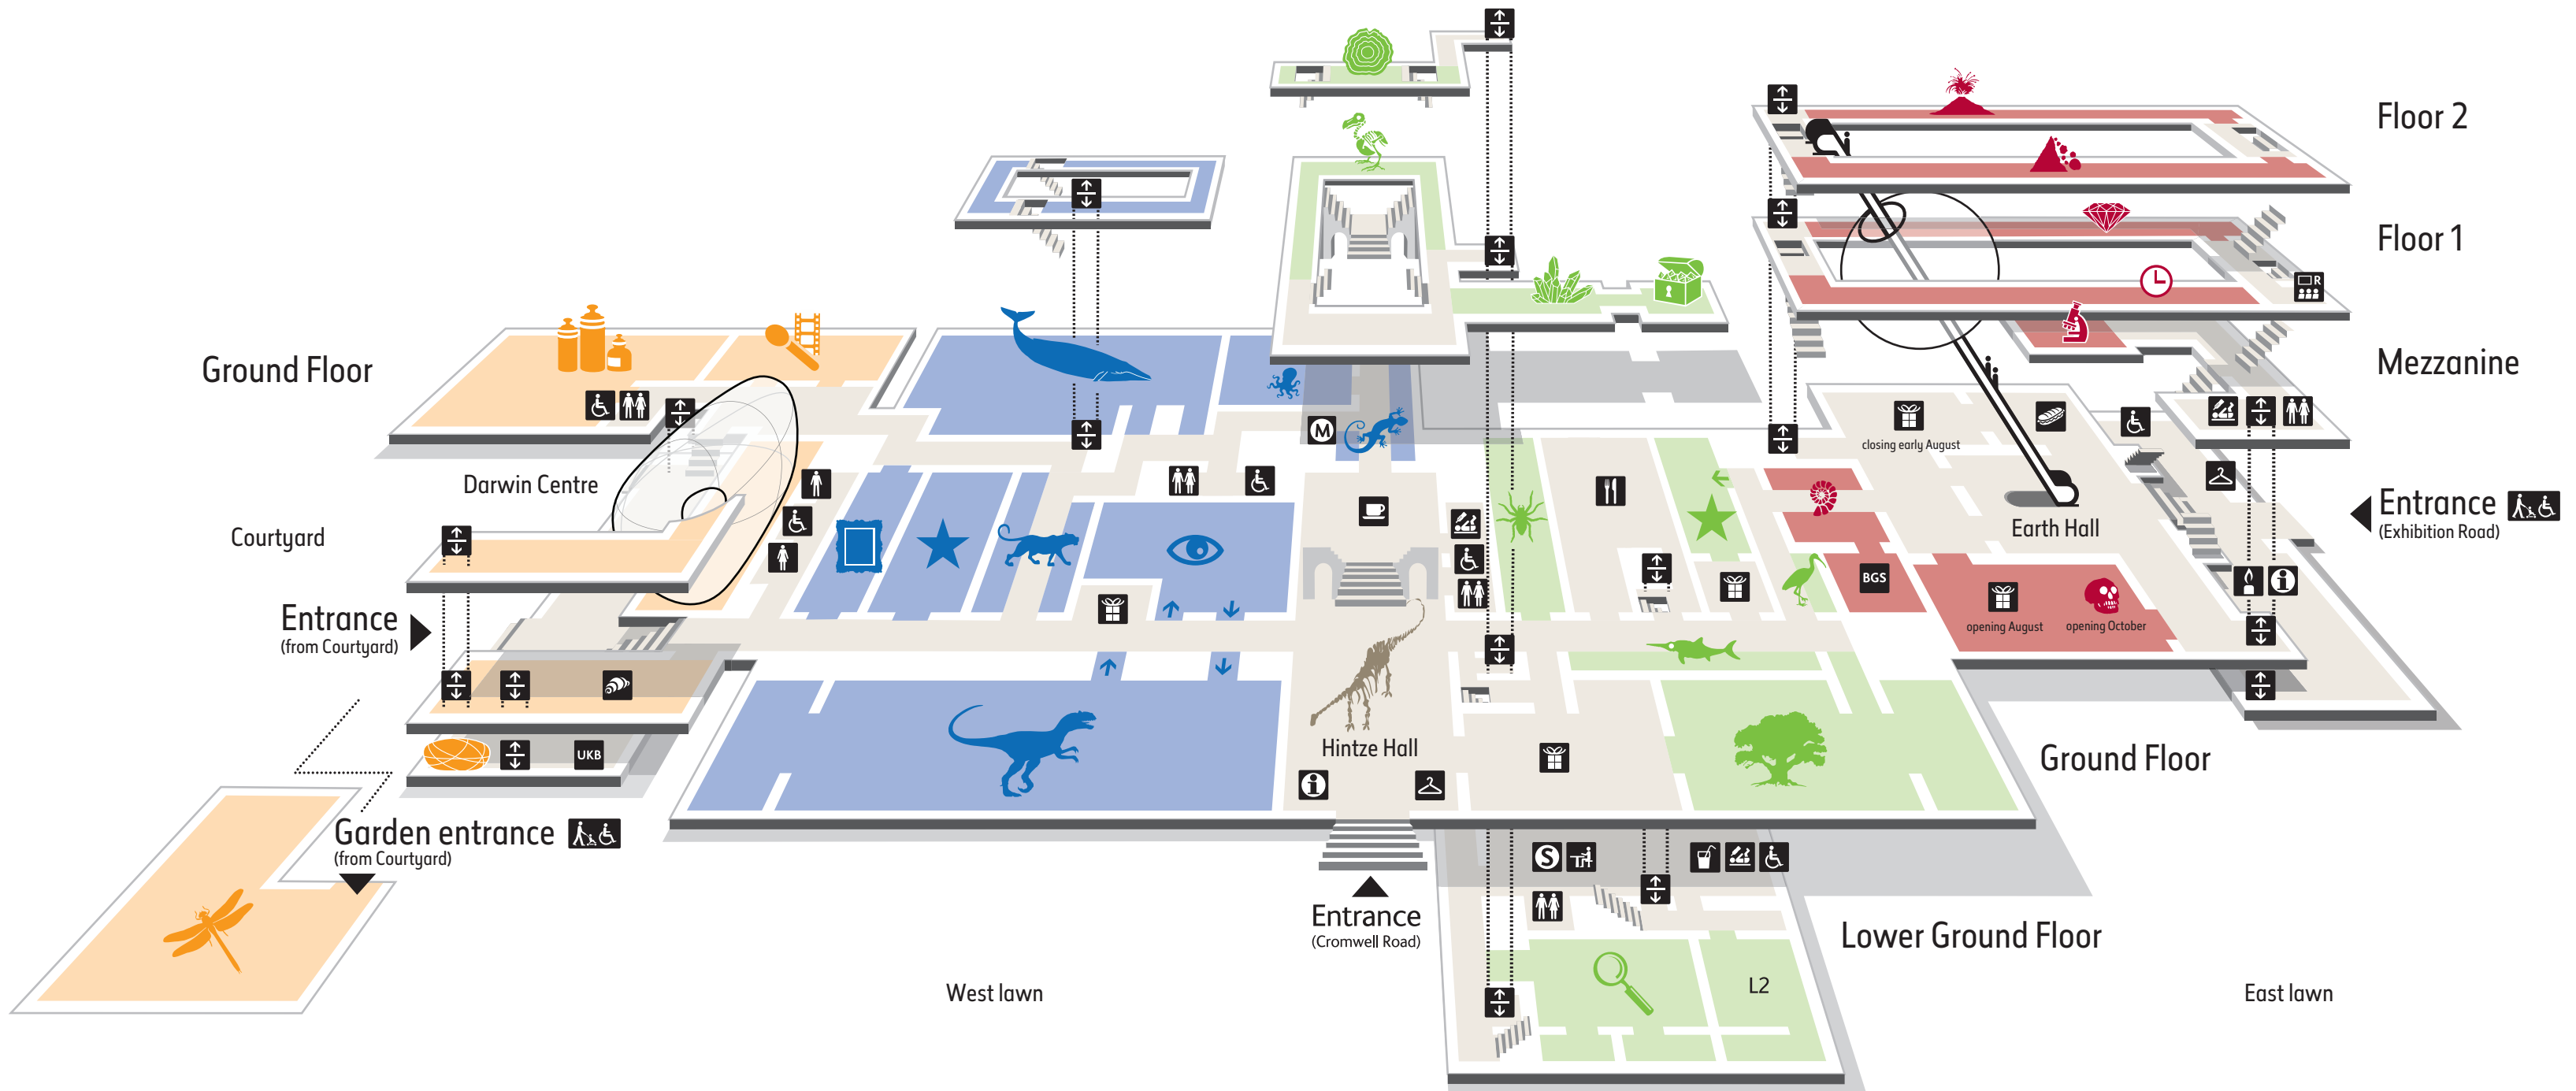 Floor 2
Floor 1
R
Mezzanine
Ground Floor
closing early August
M
Darwin Centre
Courtyard
Entrance
(Exhibition Road)
Earth Hall
BGS
opening August
opening October
Entrance
(from Courtyard)
Hintze Hall
UKB
Ground Floor
Garden entrance
(from Courtyard)
S
Entrance
(Cromwell Road)
Lower Ground Floor
L2
West lawn
East lawn